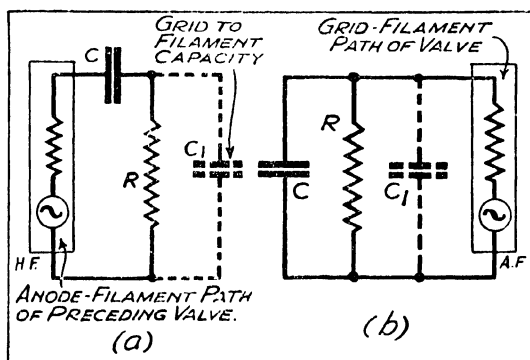 GRID TO
FILAMENT
CAPACITY
C
C1
R
H.F.
ANODE-FILAMENT PATH
OF PRECEDING VALVE.
(a)
GRID-FILAMENT
PATH OF VALVE
R
C
C1
A.F
(b)